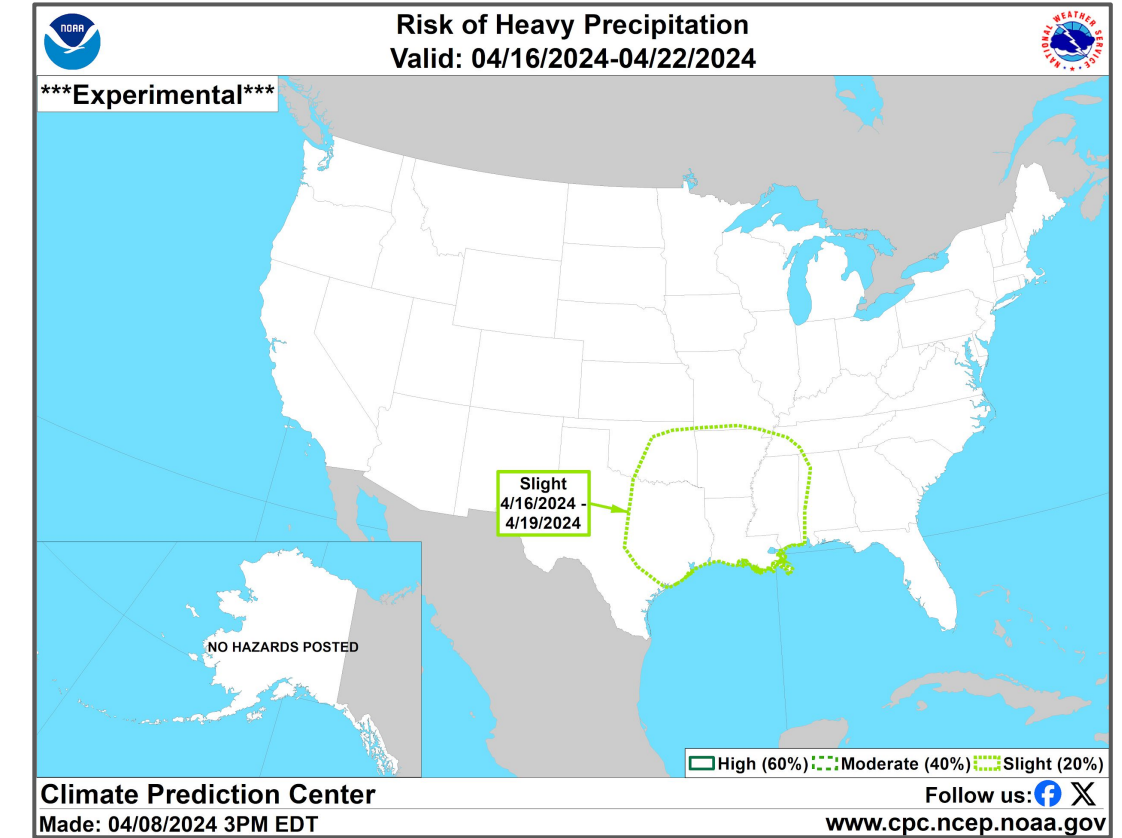 NOAA
NATIONAL WEATHER SERVICE
Risk of Heavy Precipitation
Valid: 04/16/2024-04/22/2024
***Experimental***
Slight
4/16/2024 -
4/19/2024
NO HAZARDS POSTED
High (60%) Moderate (40%) Slight (20%)
Climate Prediction Center
Follow us:
Made: 04/08/2024 3PM EDT
www.cpc.ncep.noaa.gov